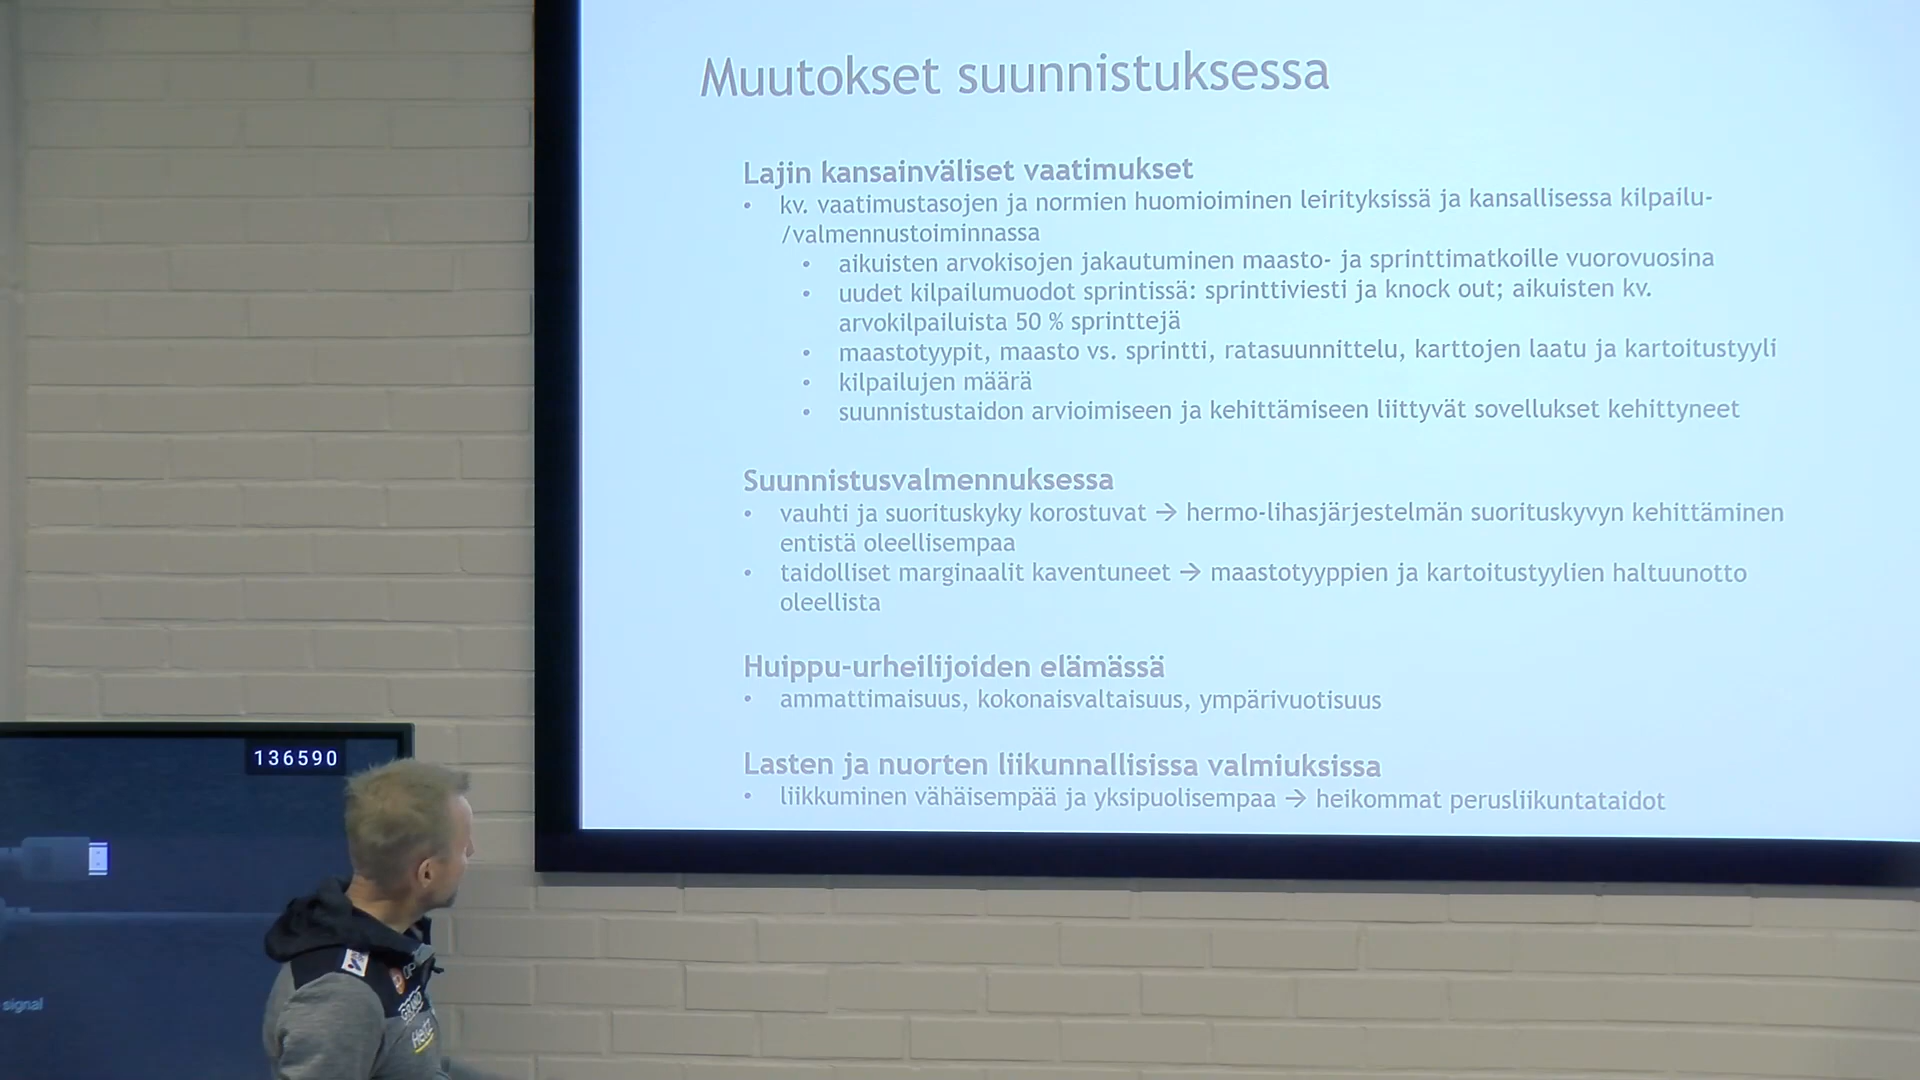 Muutokset suunnistuksessa
Lajin kansainväliset vaatimukset
• kv. vaatimustasojen ja normien huomioiminen leirityksissä ja kansallisessa kilpailu-
/valmennustoiminnassa
• aikuisten arvokisojen jakautuminen maasto- ja sprinttimatkoille vuorovuosina
• uudet kilpailumuodot sprintissä: sprinttiviesti ja knock out; aikuisten kv.
arvokilpailuista 50 % sprinttejä
• maastotyypit, maasto vs. sprintti, ratasuunnittelu, karttojen laatu ja kartoitustyyli
• kilpailujen määrä
• suunnistustaidon arvioimiseen ja kehittämiseen liittyvät sovellukset kehittyneet
Suunnistusvalmennuksessa
• vauhti ja suorituskyky korostuvat → hermo-lihasjärjestelmän suorituskyvyn kehittäminen
entistä oleellisempaa
• taidolliset marginaalit kaventuneet → maastotyyppien ja kartoitustyylien haltuunotto
oleellista
Huippu-urheilijoiden elämässä
• ammattimaisuus, kokonaisvaltaisuus, ympärivuotisuus
Lasten ja nuorten liikunnallisissa valmiuksissa
• liikkuminen vähäisempää ja yksipuolisempaa → heikommat perusliikuntataidot
136590
signal
OP
GRAND